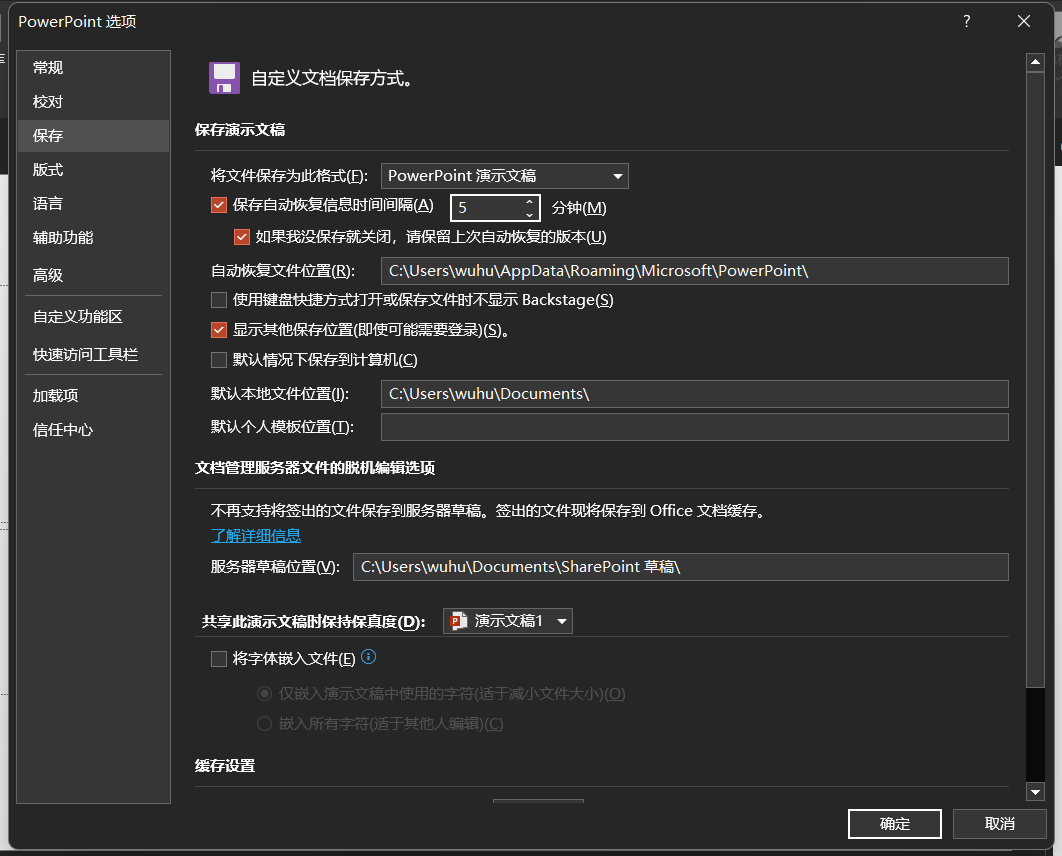 PowerPoint 选项
?
常规
校对
保存
版式
语言
辅助功能
高级
自定义功能区
快速访问工具栏
加载项
信任中心
自定义文档保存方式。
保存演示文稿
将文件保存为此格式(F): PowerPoint 演示文稿
保存自动恢复信息时间间隔(A) 5 分钟(M)
如果我没保存就关闭，请保留上次自动恢复的版本(U)
自动恢复文件位置(R): C:\Users\wuhu\AppData\Roaming\Microsoft\PowerPoint\
使用键盘快捷方式打开或保存文件时不显示 Backstage(S)
显示其他保存位置(即使可能需要登录)(S)。
默认情况下保存到计算机(C)
默认本地文件位置(I): C:\Users\wuhu\Documents\
默认个人模板位置(T):
文档管理服务器文件的脱机编辑选项
不再支持将签出的文件保存到服务器草稿。签出的文件现将保存到 Office 文档缓存。
了解详细信息
服务器草稿位置(V): C:\Users\wuhu\Documents\SharePoint 草稿\
共享此演示文稿时保持保真度(D): 演示文稿1
将字体嵌入文件(E)
仅嵌入演示文稿中使用的字符(适于减小文件大小)(O)
嵌入所有字符(适于其他人编辑)(C)
缓存设置
确定
取消